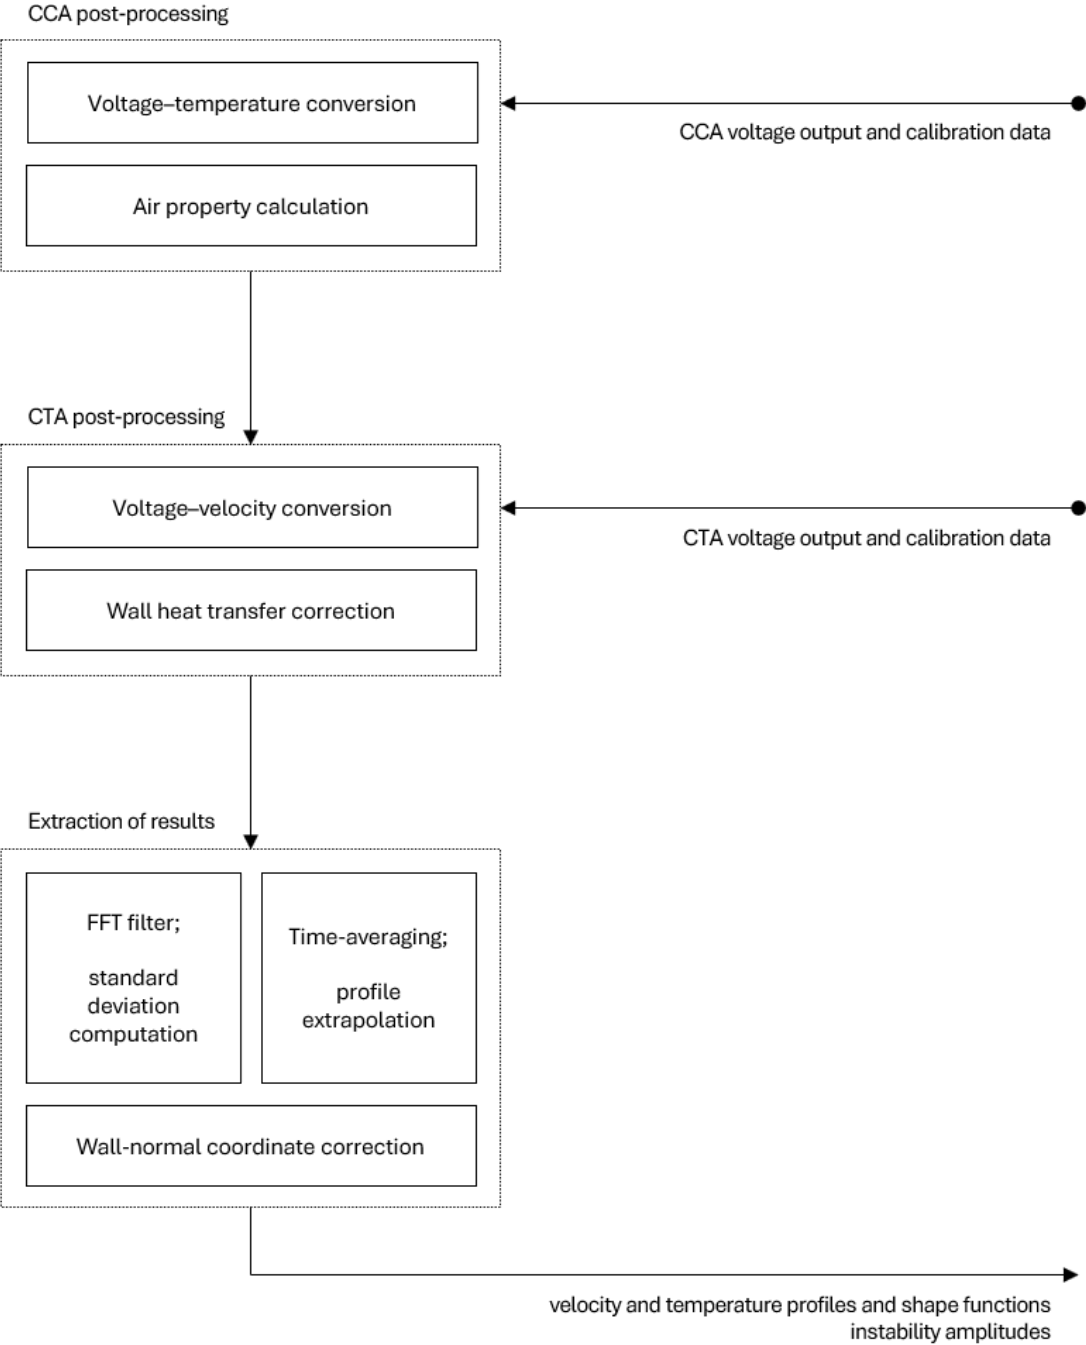 CCA post-processing
Voltage–temperature conversion
CCA voltage output and calibration data
Air property calculation
CTA post-processing
Voltage–velocity conversion
CTA voltage output and calibration data
Wall heat transfer correction
Extraction of results
FFT filter;
standard
deviation
computation
Time-averaging;
profile
extrapolation
Wall-normal coordinate correction
velocity and temperature profiles and shape functions
instability amplitudes